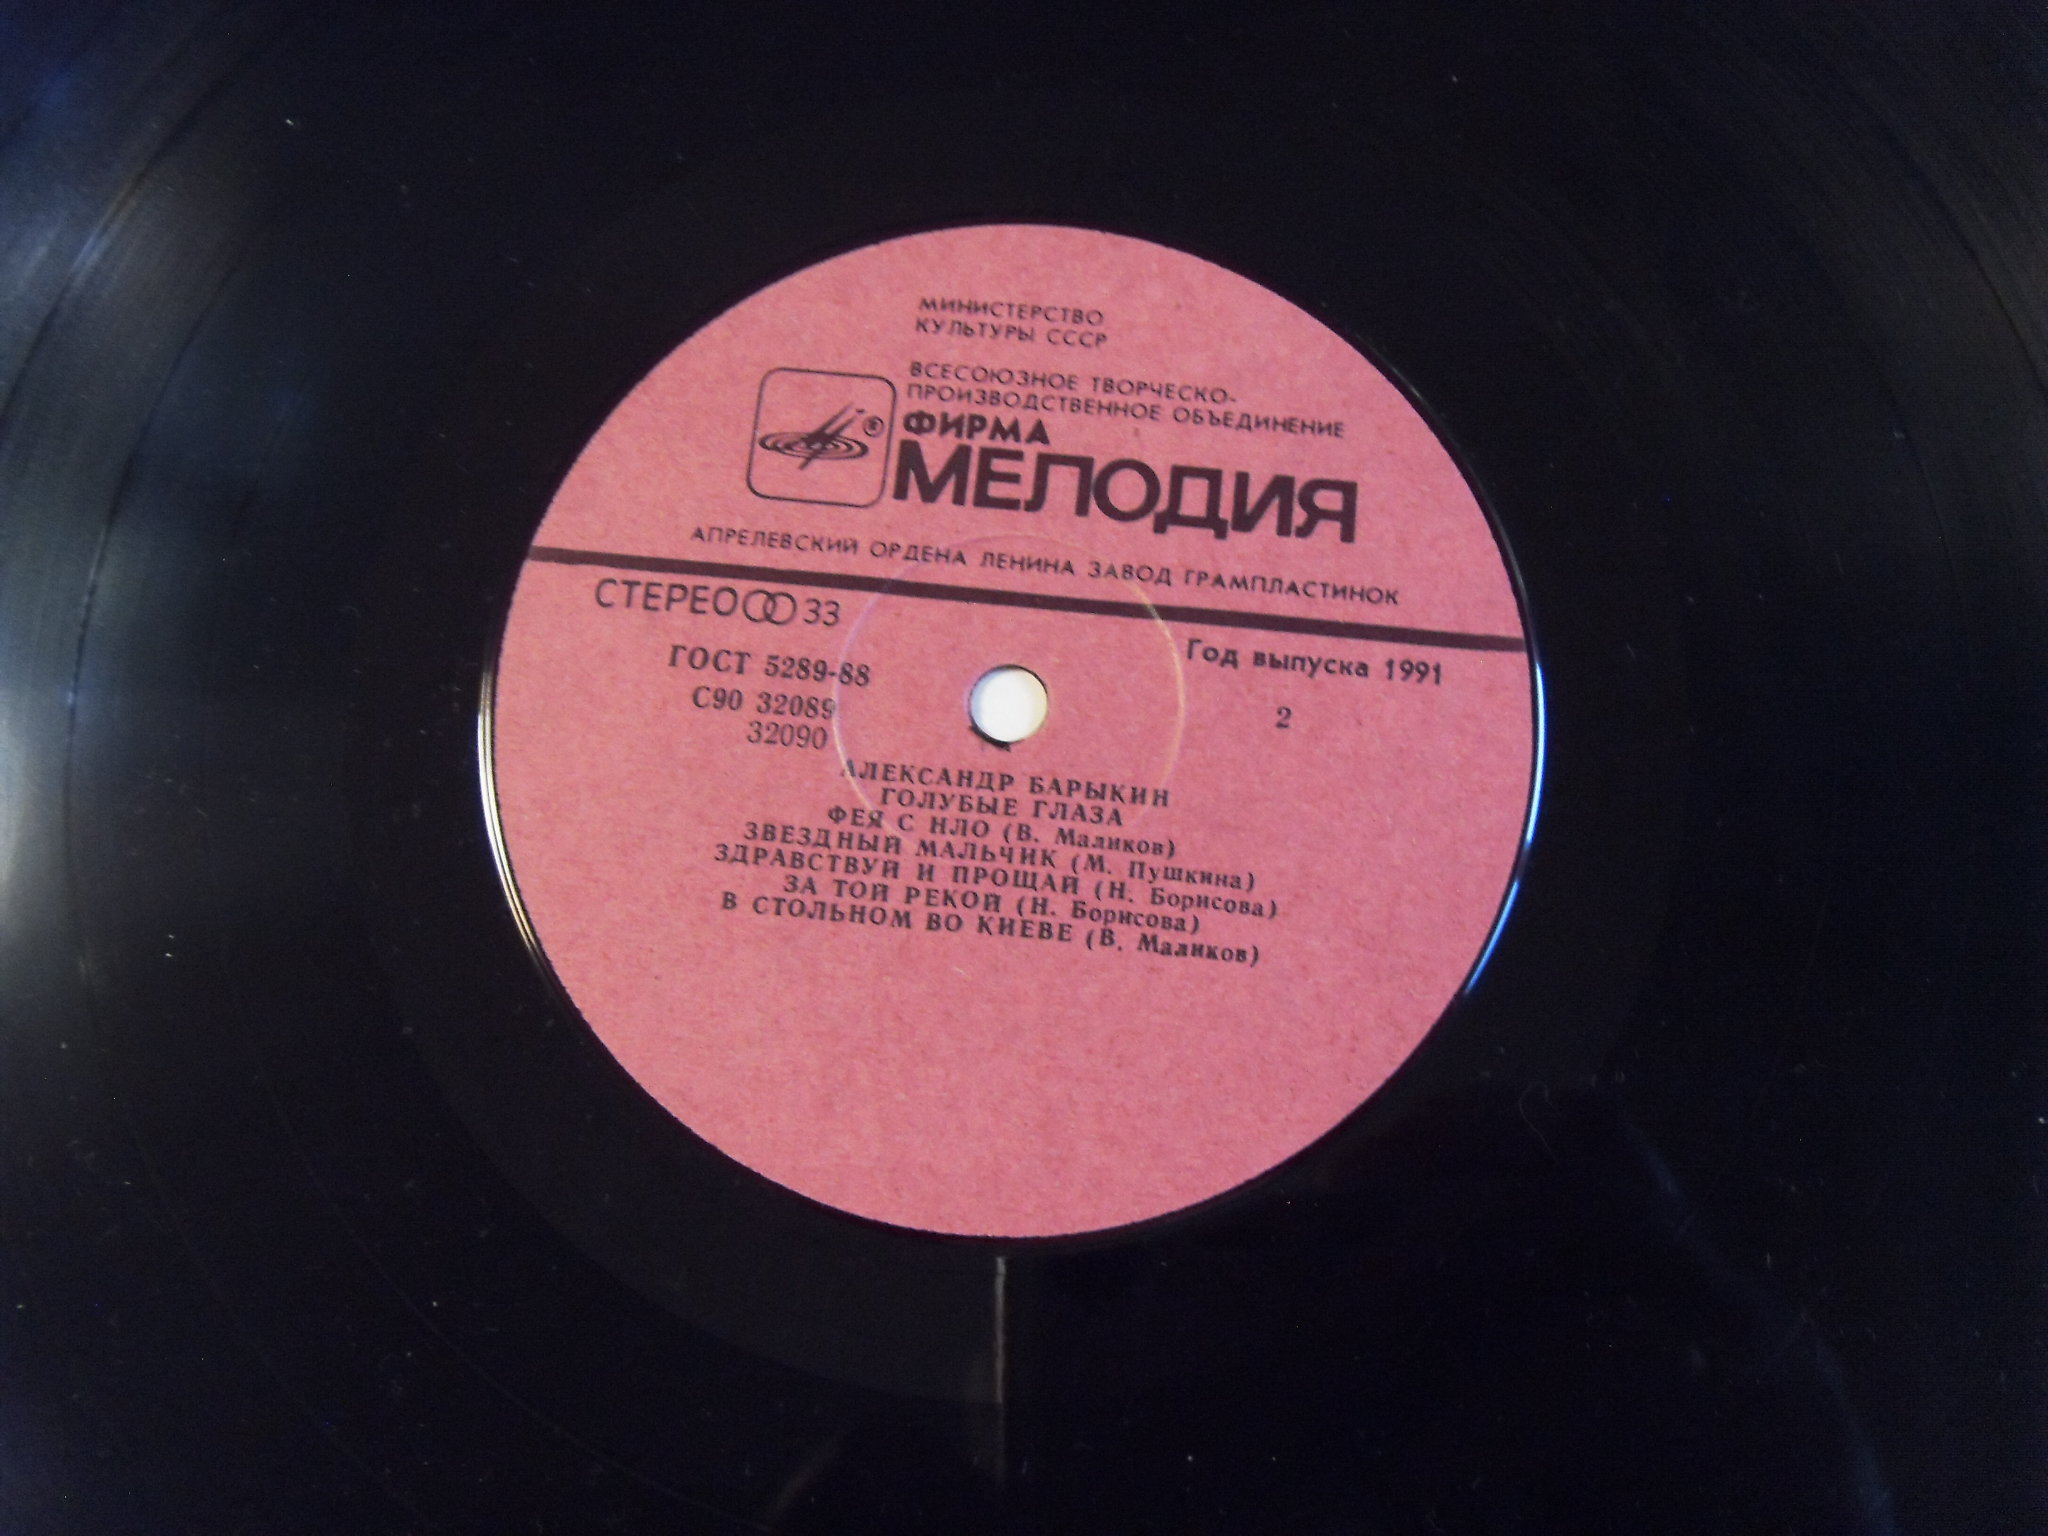 МИНИСТЕРСТВО
КУЛЬТУРЫ СССР
ВСЕСОЮЗНОЕ ТВОРЧЕСКО-
ПРОИЗВОДСТВЕННОЕ ОБЪЕДИНЕНИЕ
ФИРМА
®
МЕЛОДИЯ
АПРЕЛЕВСКИЙ ОРДЕНА ЛЕНИНА ЗАВОД ГРАМПЛАСТИНОК
СТЕРЕО 33
Год выпуска 1991
ГОСТ 5289-88
С90 32089
2
32090
АЛЕКСАНДР БАРЫКИН
ГОЛУБЫЕ ГЛАЗА
ФЕЯ С НЛО (В. Маликов)
ЗВЕЗДНЫЙ МАЛЬЧИК (М. Пушкина)
ЗДРАВСТВУЙ И ПРОЩАЙ (Н. Борисова)
ЗА ТОЙ РЕКОЙ (Н. Борисова)
В СТОЛЬНОМ ВО КИЕВЕ (В. Маликов)